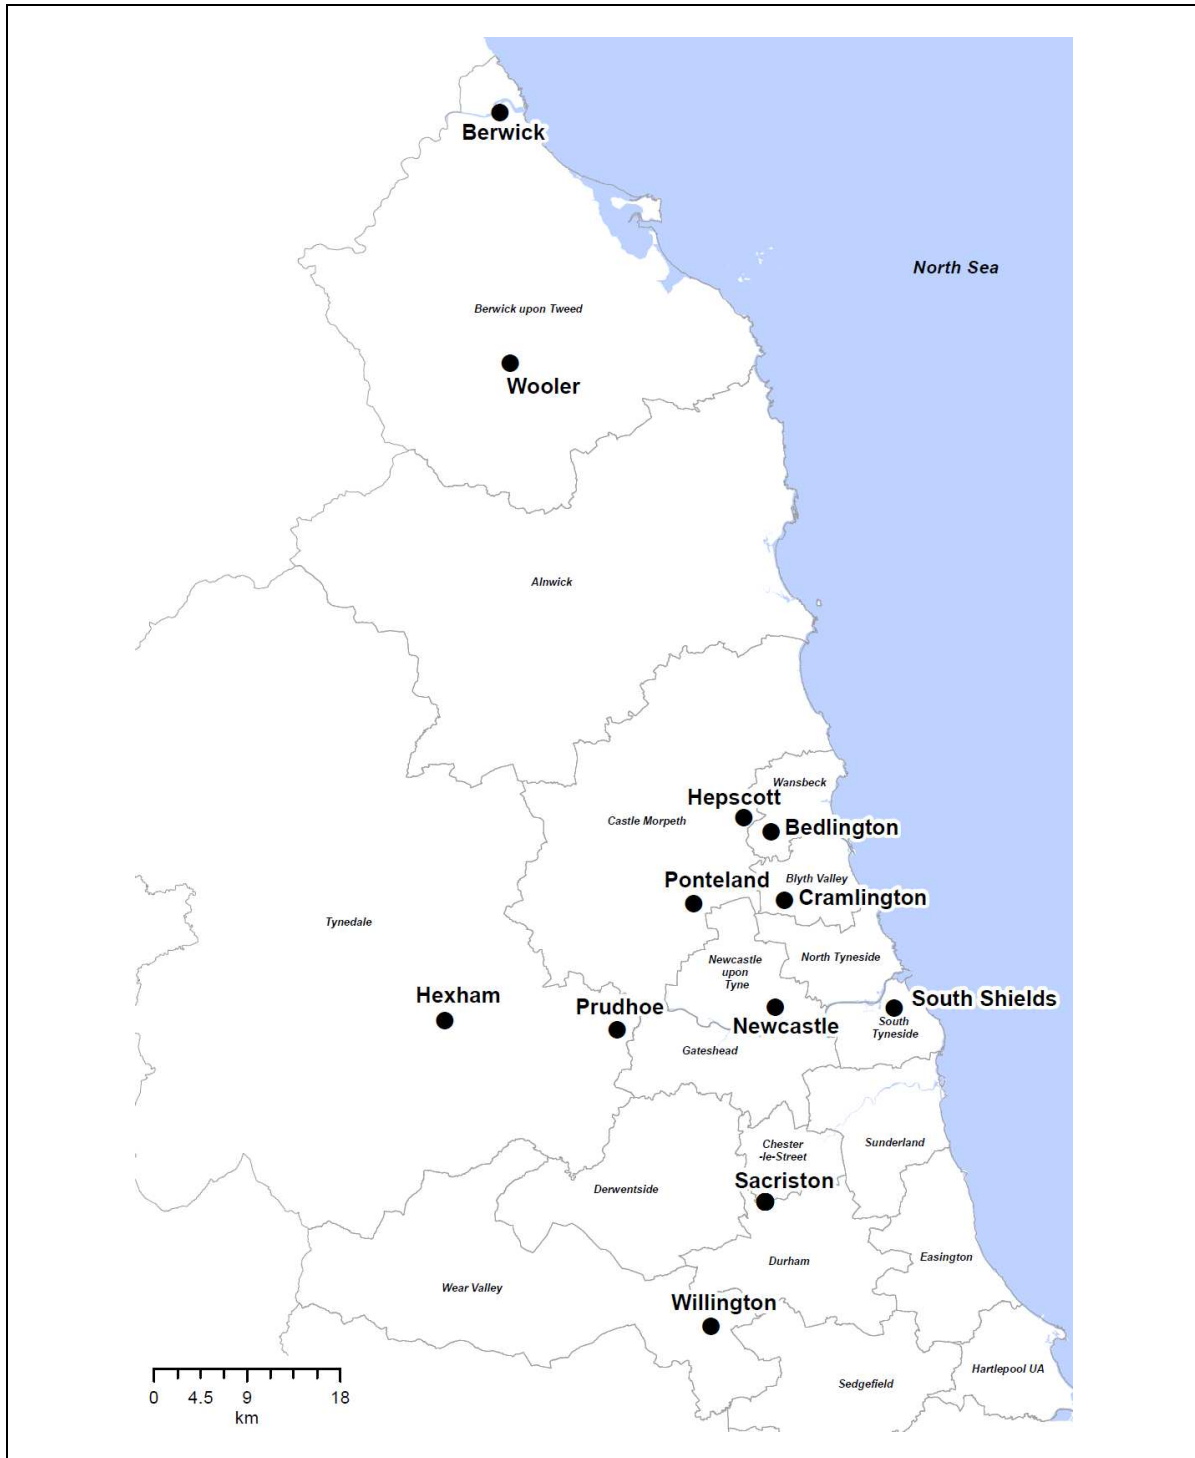 Berwick
North Sea
Berwick upon Tweed
Wooler
Alnwick
Wansbeck
Hepscott
Castle Morpeth
Bedlington
Ponteland
Blyth Valley
Cramlington
Tynedale
Newcastle
upon
Tyne
North Tyneside
Hexham
Prudhoe
South Shields
Newcastle
South
Tyneside
Gateshead
Chester
-le-Street
Sunderland
Sacriston
Derwentside
Durham
Easington
Wear Valley
Willington
Hartlepool UA
Sedgefield
0 4.5 9 18
km